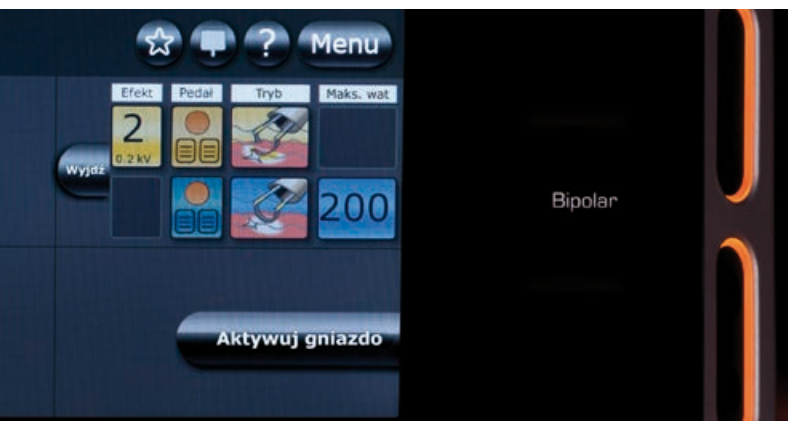 ? Menu
Efekt Pedał Tryb Maks. wat
2
0.2 kV
Wyjdź
200
Bipolar
Aktywuj gniazdo